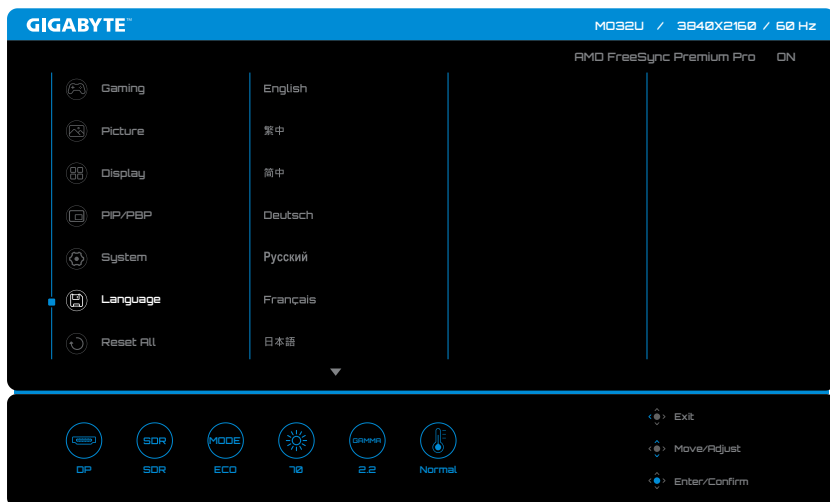 GIGABYTE™
MO32U / 3840X2160 / 60 Hz
AMD FreeSync Premium Pro ON
Gaming English
Picture 繁中
Display 简中
PIP/PBP Deutsch
System Русский
Language Français
Reset All 日本語
Exit
SDR MODE GAMMA
Move/Adjust
DP SDR ECO 70 2.2 Normal
Enter/Confirm